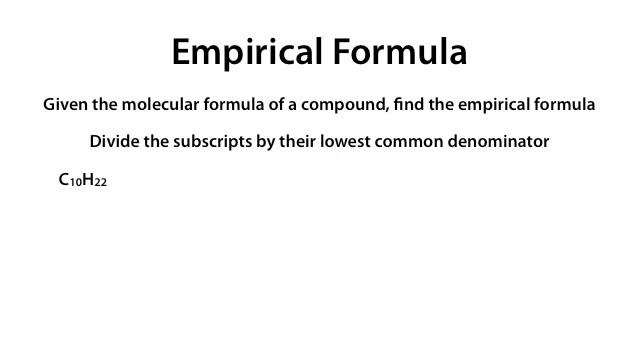 Empirical Formula
Given the molecular formula of a compound, find the empirical formula
Divide the subscripts by their lowest common denominator
C₁₀H₂₂